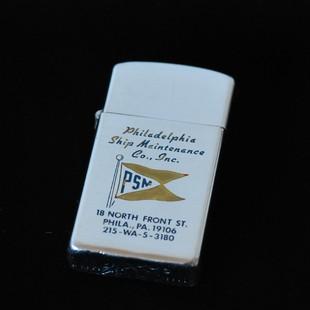 Philadelphia
Ship Maintenance
Co., Inc.
PSM
18 NORTH FRONT ST.
PHILA., PA. 19106
215-WA-5-3180